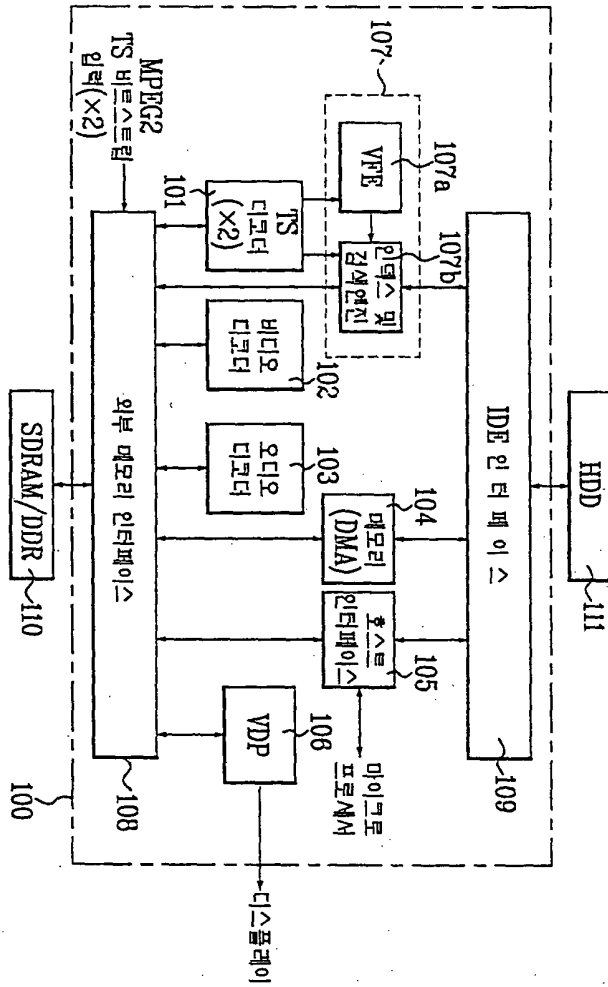 HDD
111
IDE 인터페이스
109
107
107a
VFE
107b
인덱스 및
검색엔진
104
메모리
(DMA)
호스트
인터페이스
105
마이크로
프로세서
101
TS
디코더
(×2)
비디오
디코더
102
오디오
디코더
103
VDP
106
디스플레이
MPEG2
TS 비트스트림
입력(×2)
외부 메모리 인터페이스
108
100
SDRAM/DDR
110